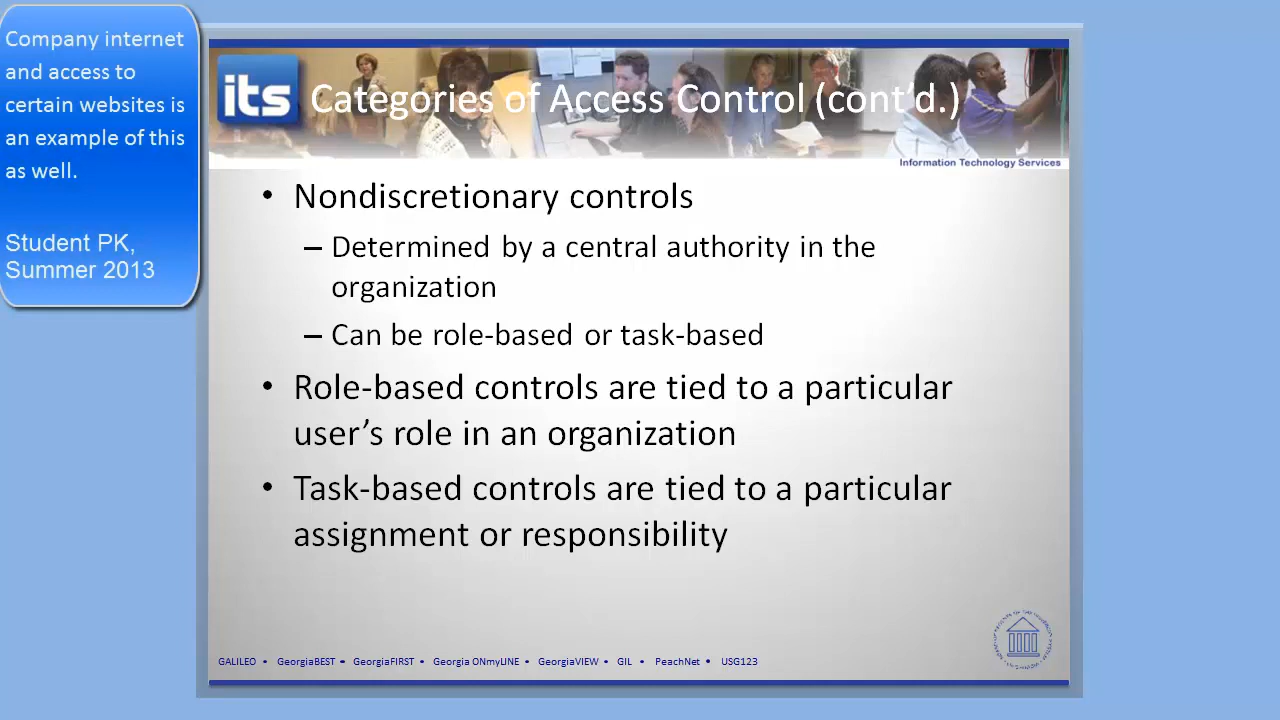 Company internet
and access to
certain websites is
an example of this
as well.
Student PK,
Summer 2013
its
Categories of Access Control (cont’d.)
Information Technology Services
• Nondiscretionary controls
– Determined by a central authority in the
organization
– Can be role-based or task-based
• Role-based controls are tied to a particular
user’s role in an organization
• Task-based controls are tied to a particular
assignment or responsibility
GALILEO • GeorgiaBEST • GeorgiaFIRST • Georgia ONmyLINE • GeorgiaVIEW • GIL • PeachNet • USG123